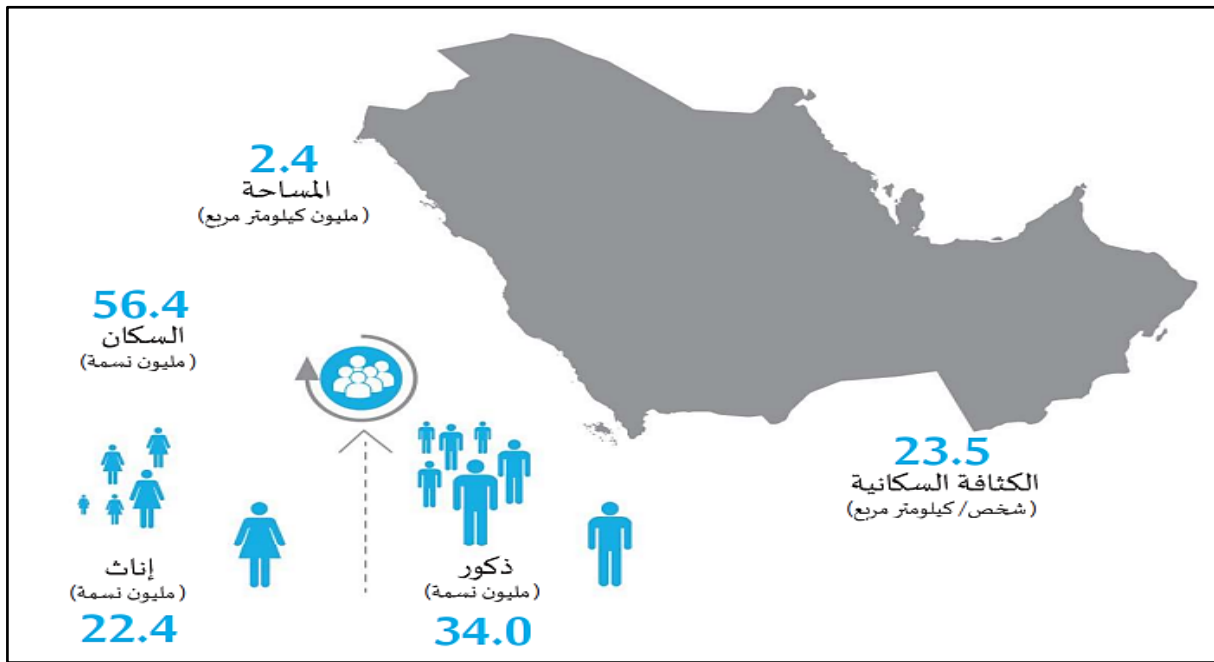 2.4
المساحة
(مليون كيلومتر مربع)
56.4
السكان
(مليون نسمة)
23.5
الكثافة السكانية
(شخص/ كيلومتر مربع)
ذكور
(مليون نسمة)
34.0
إناث
(مليون نسمة)
22.4